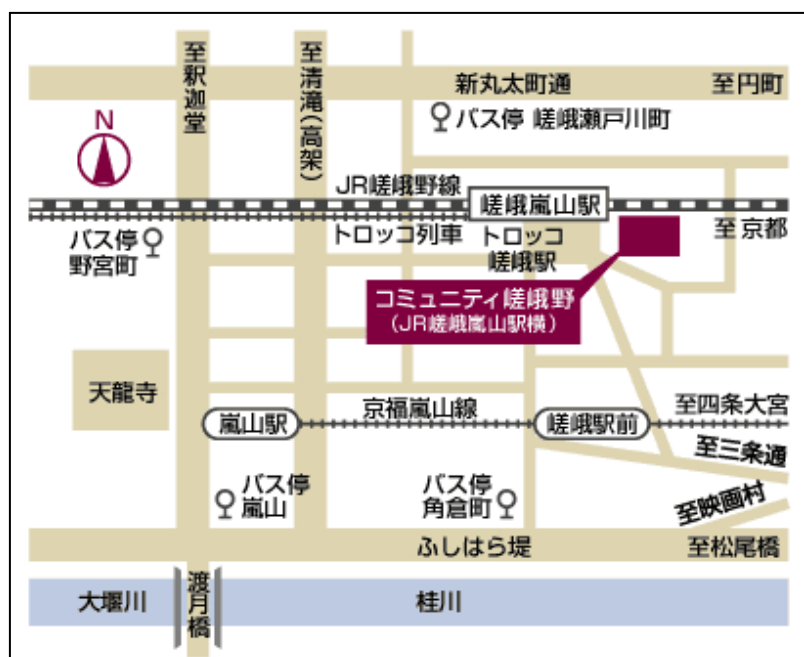 至釈迦堂
至清滝(高架)
新丸太町通
至円町
バス停 嵯峨瀬戸川町
N
JR嵯峨野線
嵯峨嵐山駅
至京都
バス停
野宮町
トロッコ列車
トロッコ
嵯峨駅
コミュニティ嵯峨野
(JR嵯峨嵐山駅横)
天龍寺
嵐山駅
京福嵐山線
嵯峨駅前
至四条大宮
至三条通
バス停
嵐山
バス停
角倉町
至映画村
ふしはら堤
至松尾橋
大堰川
渡月橋
桂川